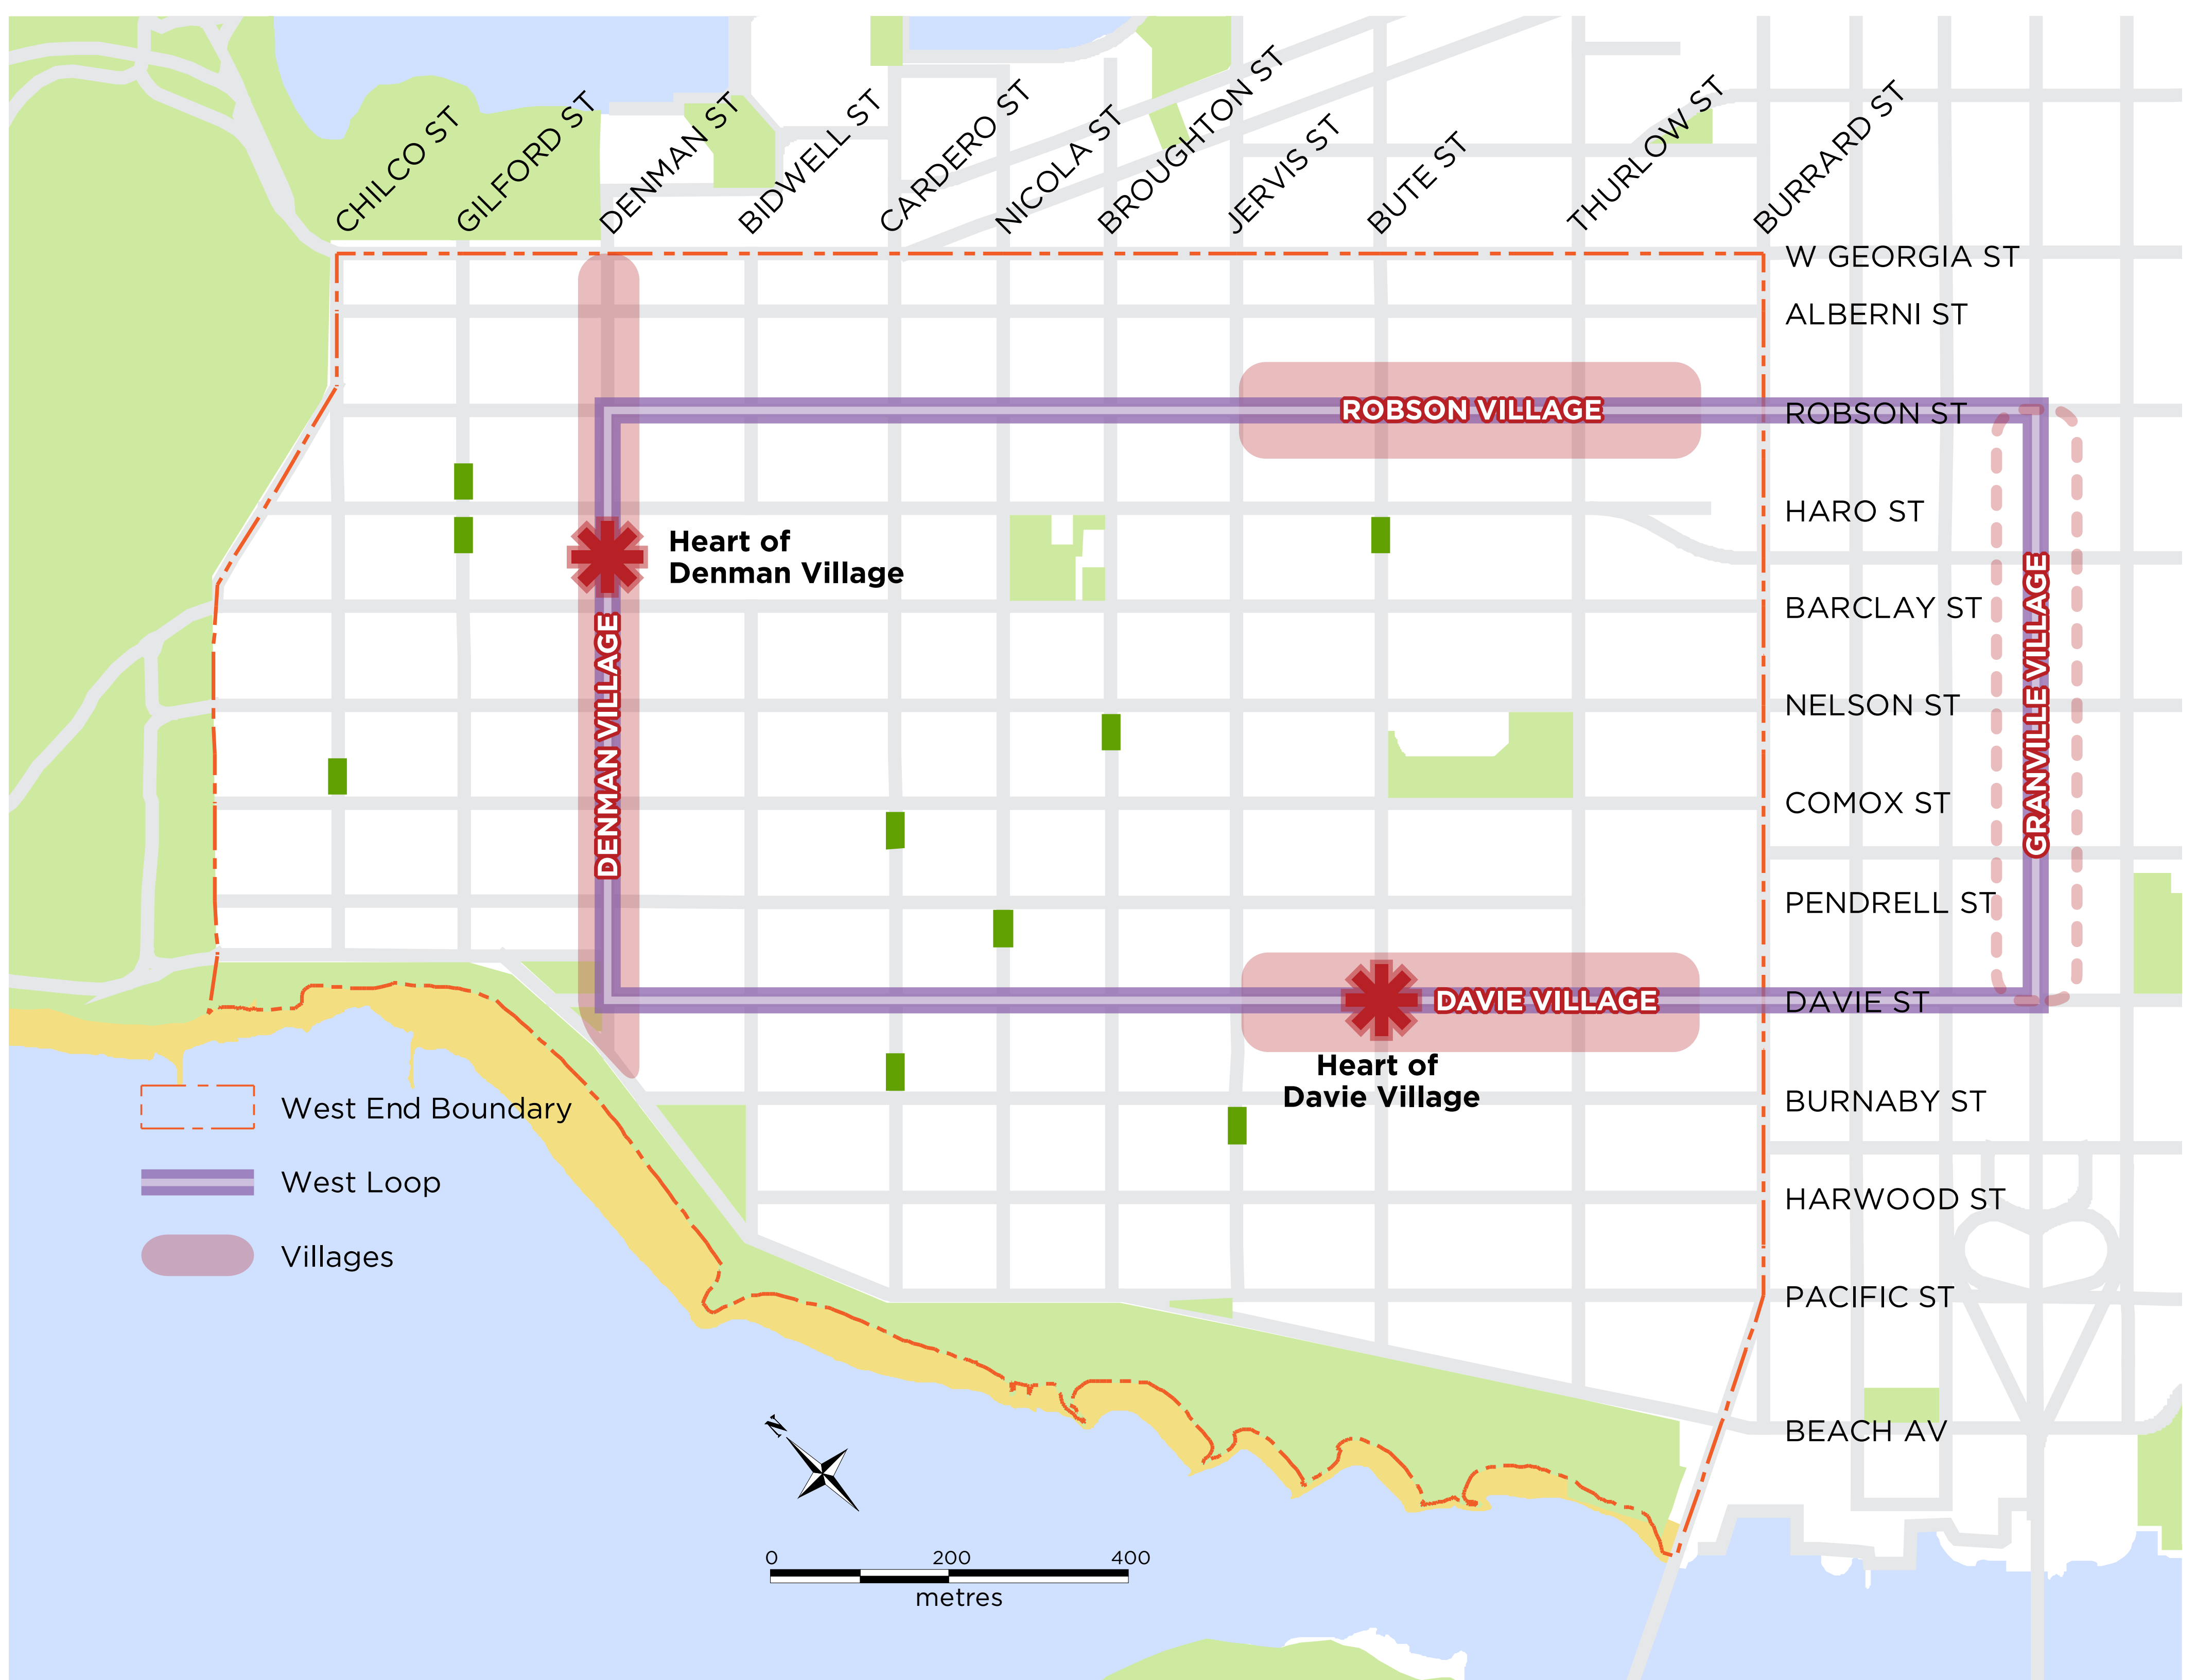 CHILCO ST
GILFORD ST
DENMAN ST
BIDWELL ST
CARDERO ST
NICOLA ST
BROUGHTON ST
JERVIS ST
BUTE ST
THURLOW ST
BURRARD ST
W GEORGIA ST
ALBERNI ST
ROBSON VILLAGE
ROBSON ST
HARO ST
Heart of
Denman Village
BARCLAY ST
NELSON ST
DENMAN VILLAGE
GRANVILLE VILLAGE
COMOX ST
PENDRELL ST
DAVIE VILLAGE
DAVIE ST
Heart of
Davie Village
BURNABY ST
West End Boundary
West Loop
HARWOOD ST
Villages
PACIFIC ST
BEACH AV
N
0 200 400
metres